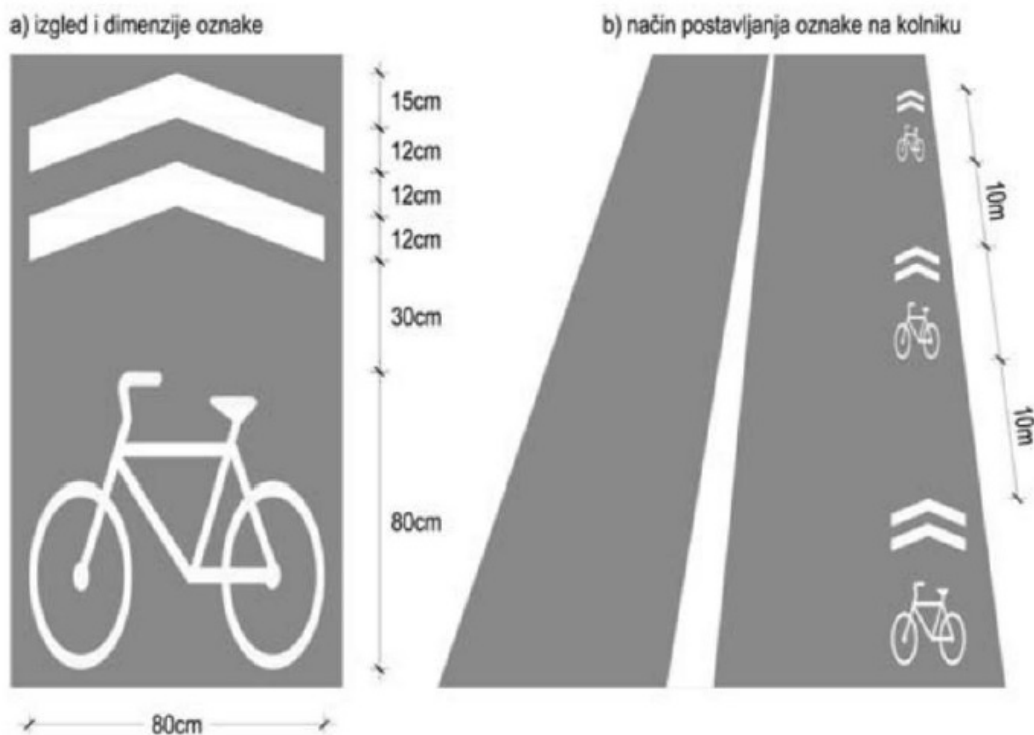 a) izgled i dimenzije oznake
15cm
12cm
12cm
12cm
30cm
80cm
80cm
b) način postavljanja oznake na kolniku
10m
10m